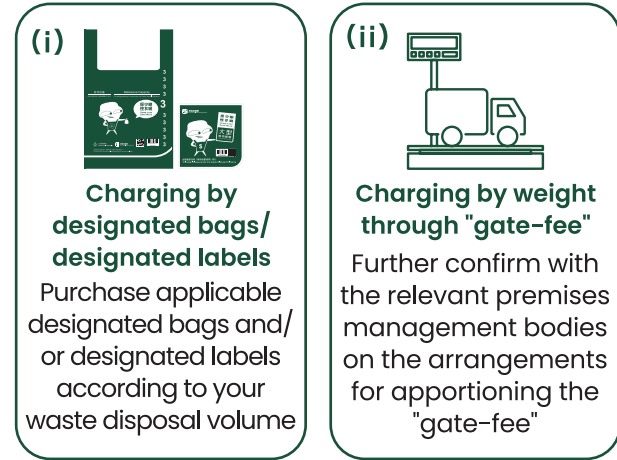 (i)
3
Charging by
designated bags/
designated labels
Purchase applicable
designated bags and/
or designated labels
according to your
waste disposal volume
(ii)
Charging by weight
through "gate-fee"
Further confirm with
the relevant premises
management bodies
on the arrangements
for apportioning the
"gate-fee"